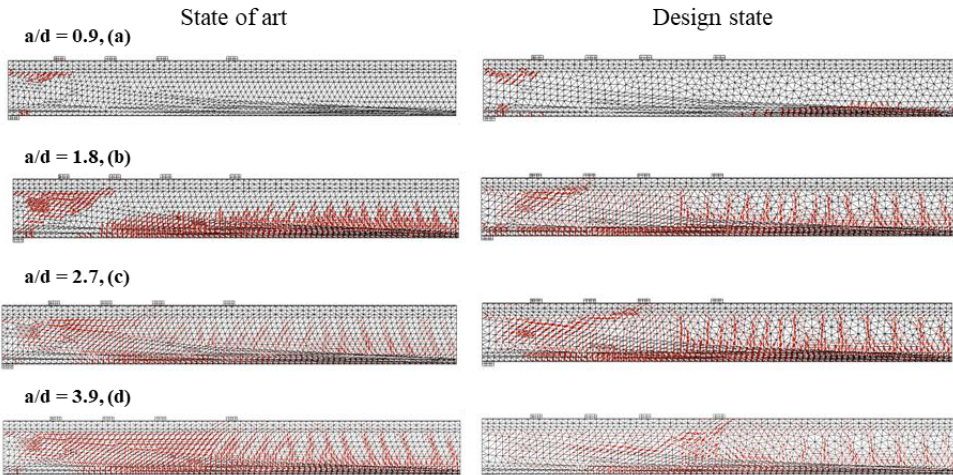 State of art
Design state
a/d = 0.9, (a)
a/d = 1.8, (b)
a/d = 2.7, (c)
a/d = 3.9, (d)